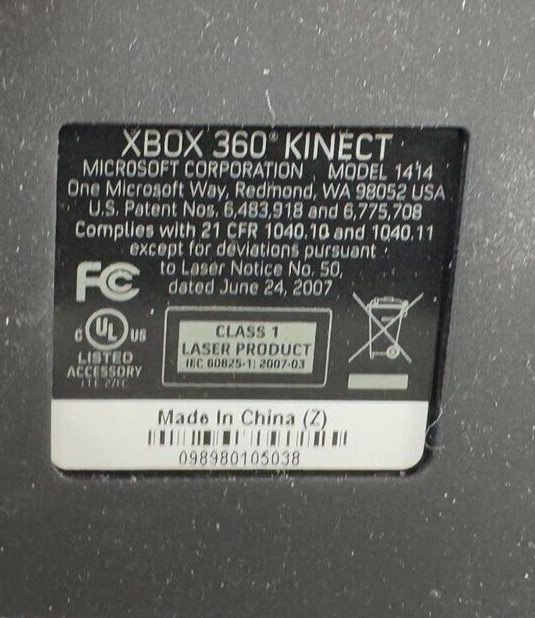 XBOX 360® KINECT
MICROSOFT CORPORATION MODEL 1414
One Microsoft Way, Redmond, WA 98052 USA
U.S. Patent Nos. 6,483,918 and 6,775,708
Complies with 21 CFR 1040.10 and 1040.11
except for deviations pursuant
to Laser Notice No. 50,
dated June 24, 2007
FC
C UL US
LISTED
ACCESSORY
I.T.E.
CLASS 1
LASER PRODUCT
IEC 60825-1: 2007-03
Made In China (Z)
098980105038